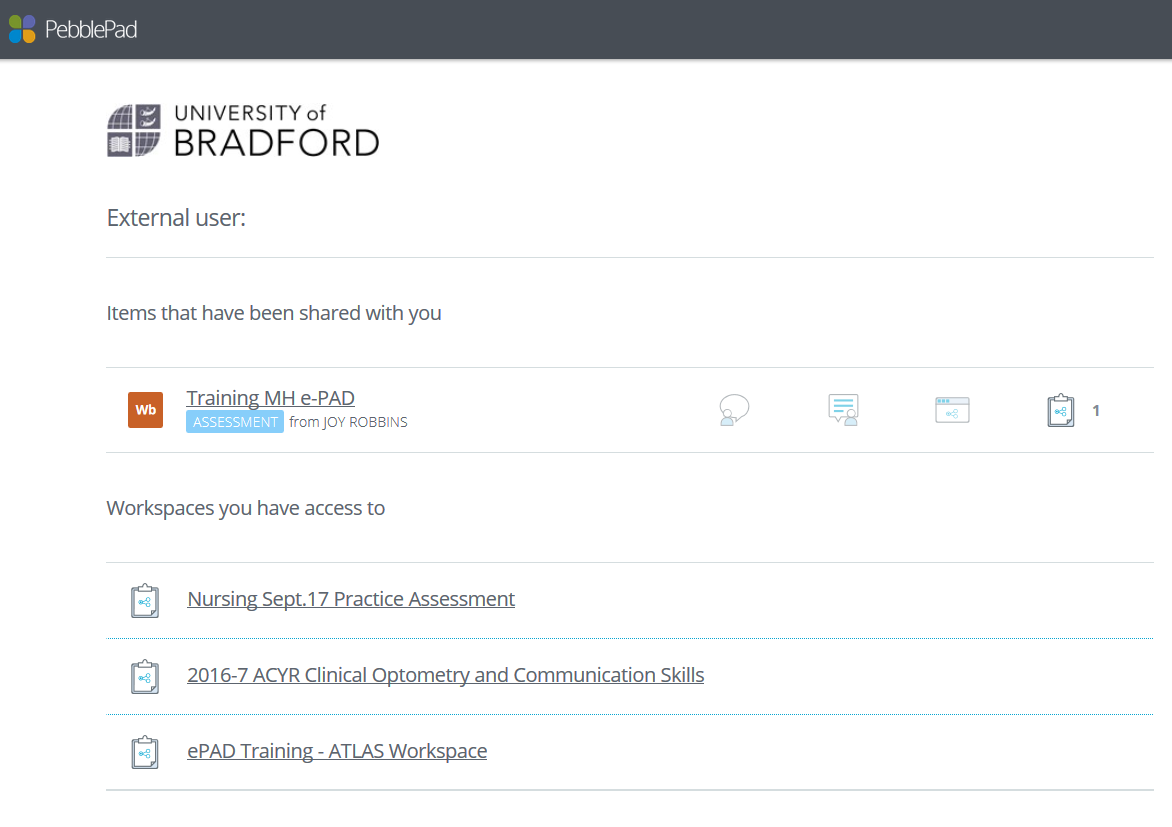 PebblePad
UNIVERSITY of
BRADFORD
External user:
Items that have been shared with you
Wb
Training MH e-PAD
ASSESSMENT from JOY ROBBINS
1
Workspaces you have access to
Nursing Sept.17 Practice Assessment
2016-7 ACYR Clinical Optometry and Communication Skills
ePAD Training - ATLAS Workspace